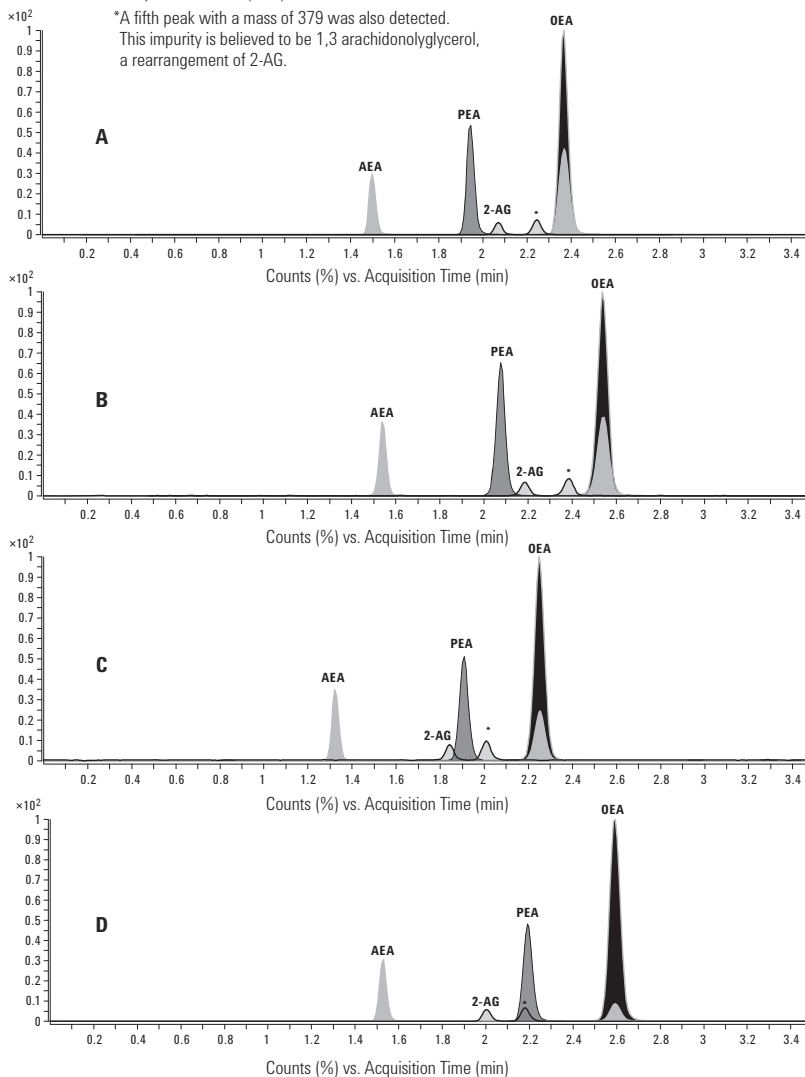 *A fifth peak with a mass of 379 was also detected.
This impurity is believed to be 1,3 arachidonolyglycerol,
a rearrangement of 2-AG.
×10²
1
0.9
0.8
0.7
0.6
0.5
0.4
0.3
0.2
0.1
0
A
AEA
PEA
2-AG
*
OEA
0.2 0.4 0.6 0.8 1 1.2 1.4 1.6 1.8 2 2.2 2.4 2.6 2.8 3 3.2 3.4
Counts (%) vs. Acquisition Time (min)
×10²
1
0.9
0.8
0.7
0.6
0.5
0.4
0.3
0.2
0.1
0
B
AEA
PEA
2-AG
*
OEA
0.2 0.4 0.6 0.8 1 1.2 1.4 1.6 1.8 2 2.2 2.4 2.6 2.8 3 3.2 3.4
Counts (%) vs. Acquisition Time (min)
×10²
1
0.9
0.8
0.7
0.6
0.5
0.4
0.3
0.2
0.1
0
C
AEA
2-AG
PEA
*
OEA
0.2 0.4 0.6 0.8 1 1.2 1.4 1.6 1.8 2 2.2 2.4 2.6 2.8 3 3.2 3.4
Counts (%) vs. Acquisition Time (min)
×10²
1
0.9
0.8
0.7
0.6
0.5
0.4
0.3
0.2
0.1
0
D
AEA
2-AG
PEA
*
OEA
0.2 0.4 0.6 0.8 1 1.2 1.4 1.6 1.8 2 2.2 2.4 2.6 2.8 3 3.2 3.4
Counts (%) vs. Acquisition Time (min)